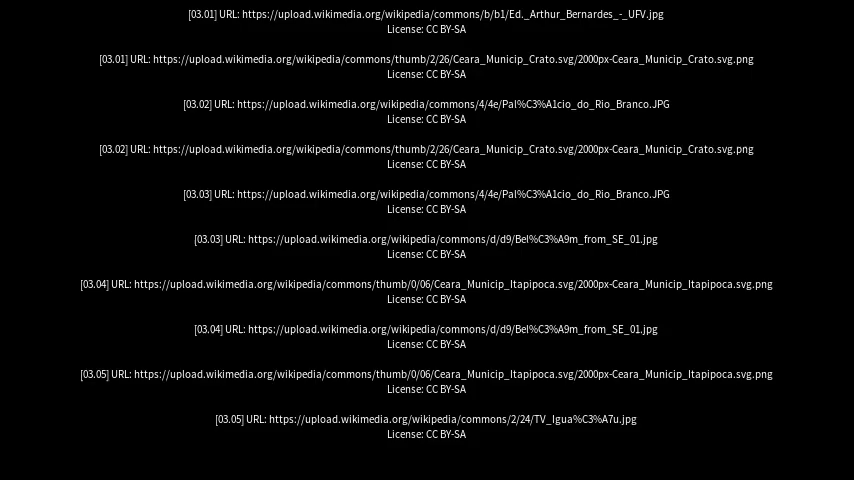 [03.01] URL: https://upload.wikimedia.org/wikipedia/commons/b/b1/Ed._Arthur_Bernardes_-_UFV.jpg
License: CC BY-SA
[03.01] URL: https://upload.wikimedia.org/wikipedia/commons/thumb/2/26/Ceara_Municip_Crato.svg/2000px-Ceara_Municip_Crato.svg.png
License: CC BY-SA
[03.02] URL: https://upload.wikimedia.org/wikipedia/commons/4/4e/Pal%C3%A1cio_do_Rio_Branco.JPG
License: CC BY-SA
[03.02] URL: https://upload.wikimedia.org/wikipedia/commons/thumb/2/26/Ceara_Municip_Crato.svg/2000px-Ceara_Municip_Crato.svg.png
License: CC BY-SA
[03.03] URL: https://upload.wikimedia.org/wikipedia/commons/4/4e/Pal%C3%A1cio_do_Rio_Branco.JPG
License: CC BY-SA
[03.03] URL: https://upload.wikimedia.org/wikipedia/commons/d/d9/Bel%C3%A9m_from_SE_01.jpg
License: CC BY-SA
[03.04] URL: https://upload.wikimedia.org/wikipedia/commons/thumb/0/06/Ceara_Municip_Itapipoca.svg/2000px-Ceara_Municip_Itapipoca.svg.png
License: CC BY-SA
[03.04] URL: https://upload.wikimedia.org/wikipedia/commons/d/d9/Bel%C3%A9m_from_SE_01.jpg
License: CC BY-SA
[03.05] URL: https://upload.wikimedia.org/wikipedia/commons/thumb/0/06/Ceara_Municip_Itapipoca.svg/2000px-Ceara_Municip_Itapipoca.svg.png
License: CC BY-SA
[03.05] URL: https://upload.wikimedia.org/wikipedia/commons/2/24/TV_Igua%C3%A7u.jpg
License: CC BY-SA